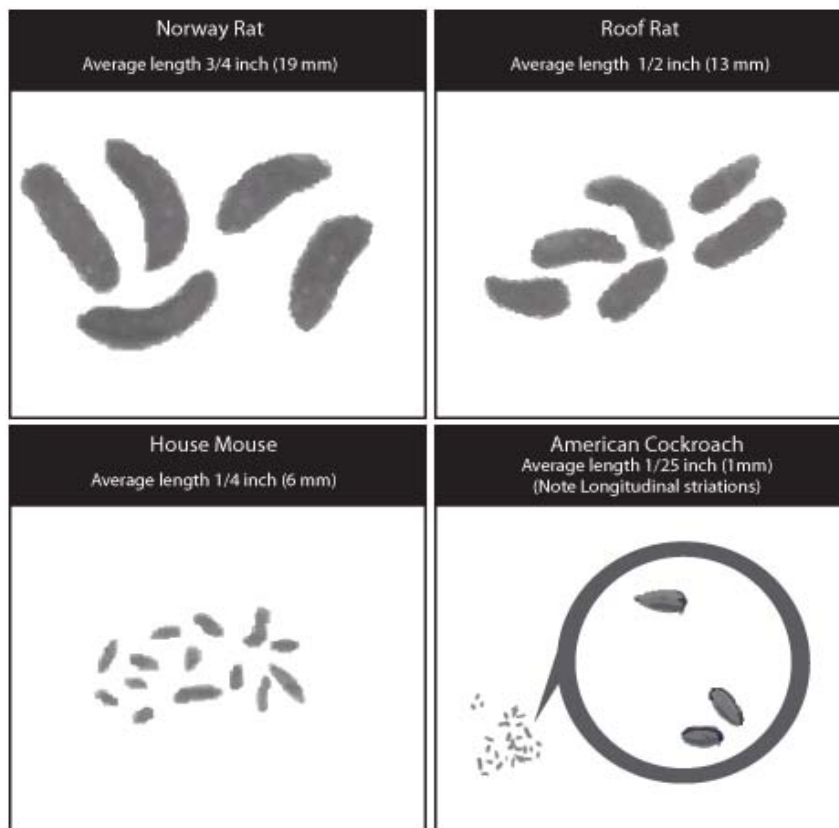 Norway Rat
Average length 3/4 inch (19 mm)
Roof Rat
Average length 1/2 inch (13 mm)
House Mouse
Average length 1/4 inch (6 mm)
American Cockroach
Average length 1/25 inch (1mm)
(Note Longitudinal striations)